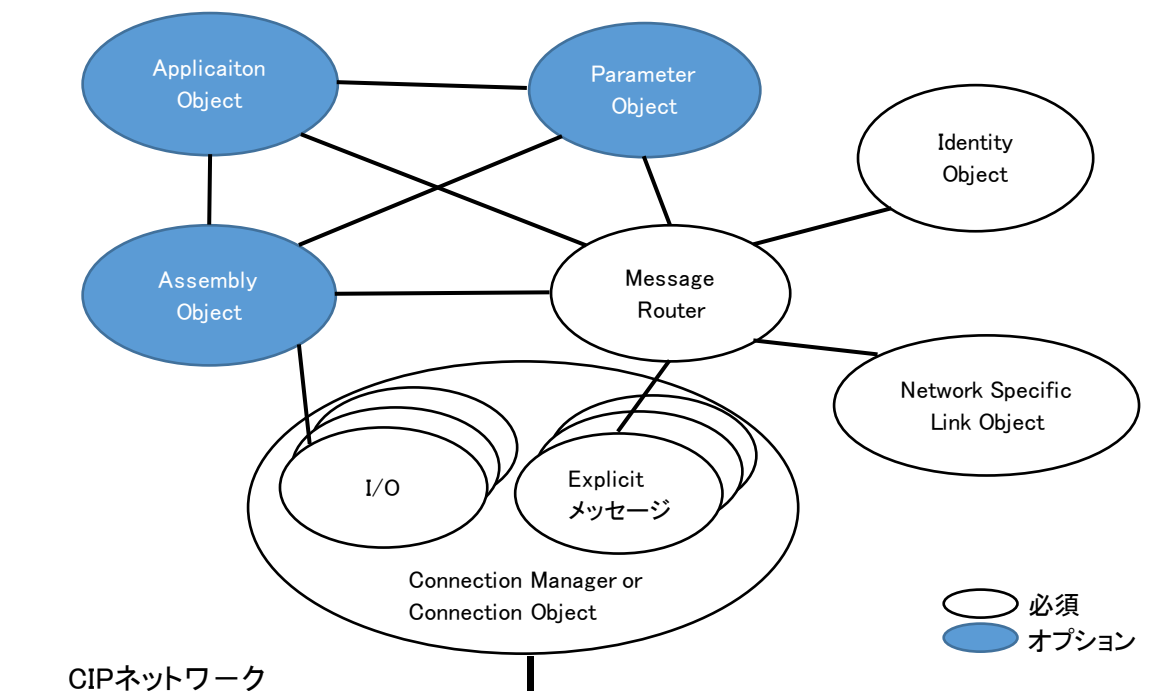 Applicaiton
Object
Parameter
Object
Identity
Object
Assembly
Object
Message
Router
Network Specific
Link Object
I/O
Explicit
メッセージ
Connection Manager or
Connection Object
必須
オプション
CIPネットワーク